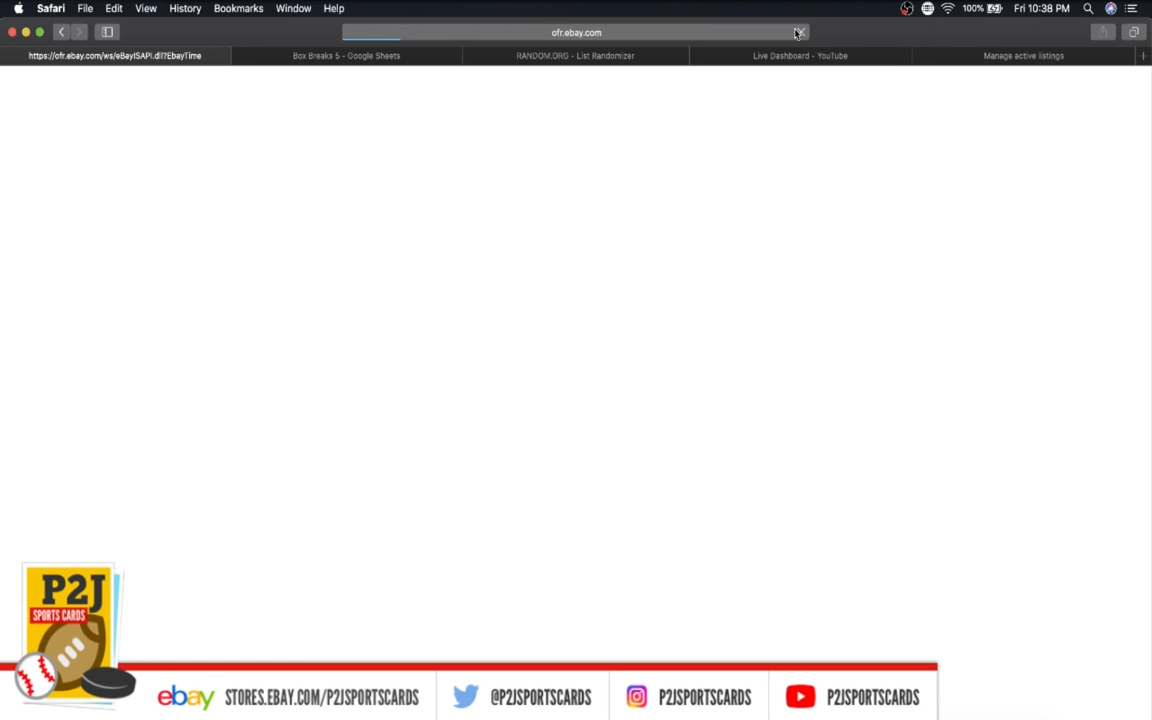 Safari File Edit View History Bookmarks Window Help 100% Fri 10:38 PM
ofr.ebay.com
https://ofr.ebay.com/ws/eBayISAPI.dll?EbayTime Box Breaks 5 - Google Sheets RANDOM.ORG - List Randomizer Live Dashboard - YouTube Manage active listings
P2J
SPORTS CARDS
ebay STORES.EBAY.COM/P2JSPORTSCARDS @P2JSPORTSCARDS P2JSPORTSCARDS P2JSPORTSCARDS